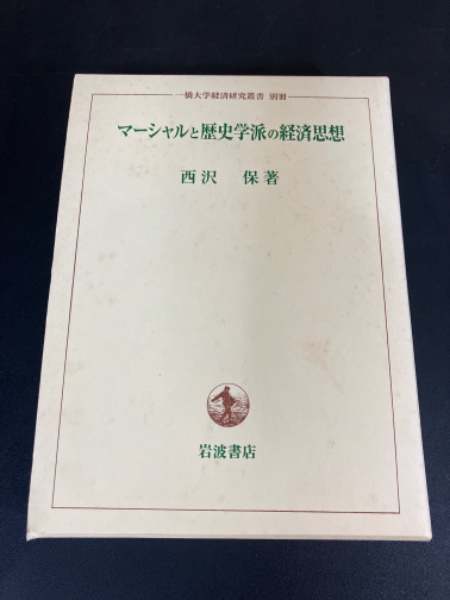 一橋大学経済研究叢書 別冊
マーシャルと歴史学派の経済思想
西沢 保著
岩波書店